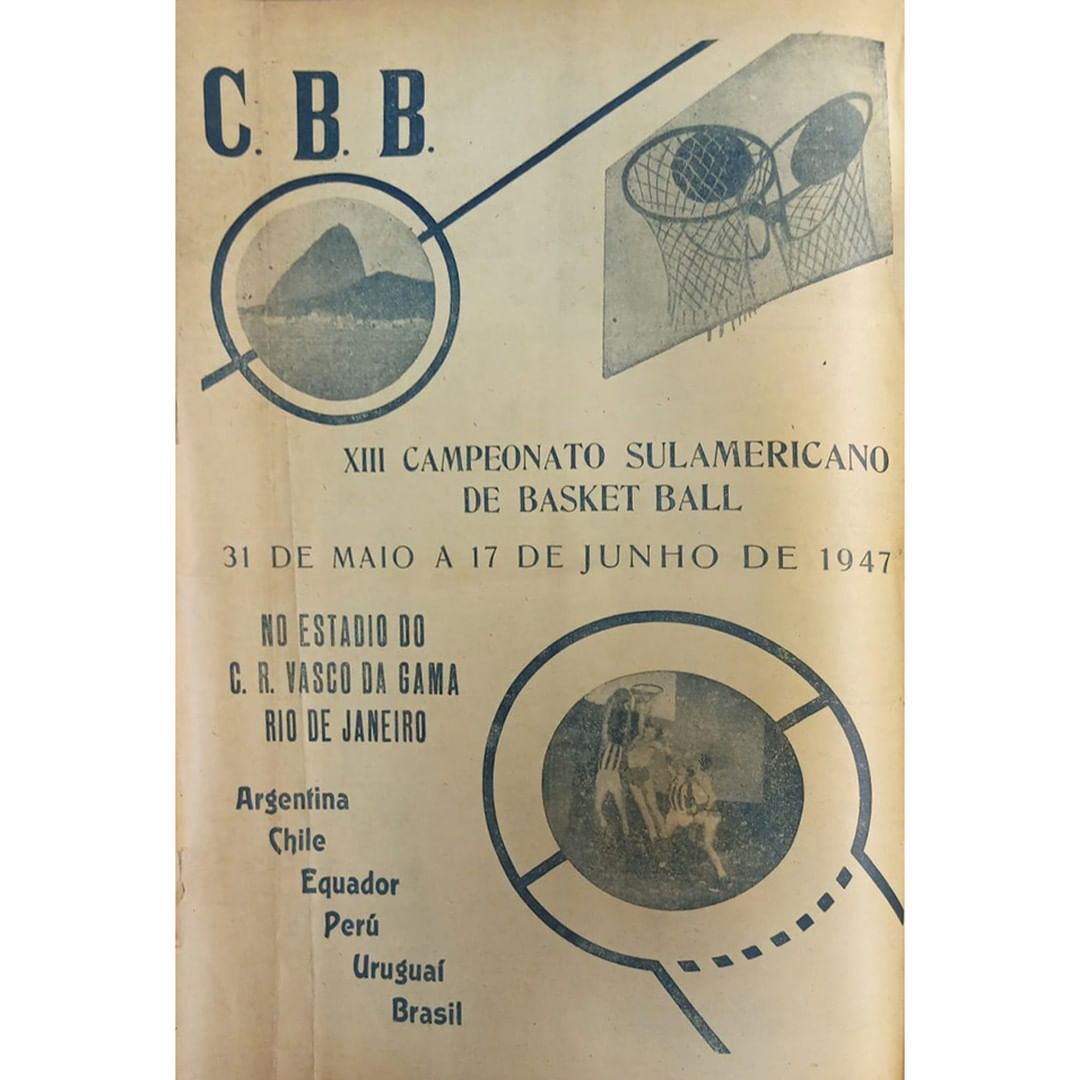 C. B. B.
XIII CAMPEONATO SULAMERICANO
DE BASKET BALL
31 DE MAIO A 17 DE JUNHO DE 1947
NO ESTADIO DO
C. R. VASCO DA GAMA
RIO DE JANEIRO
Argentina
Chile
Equador
Perú
Uruguaí
Brasil